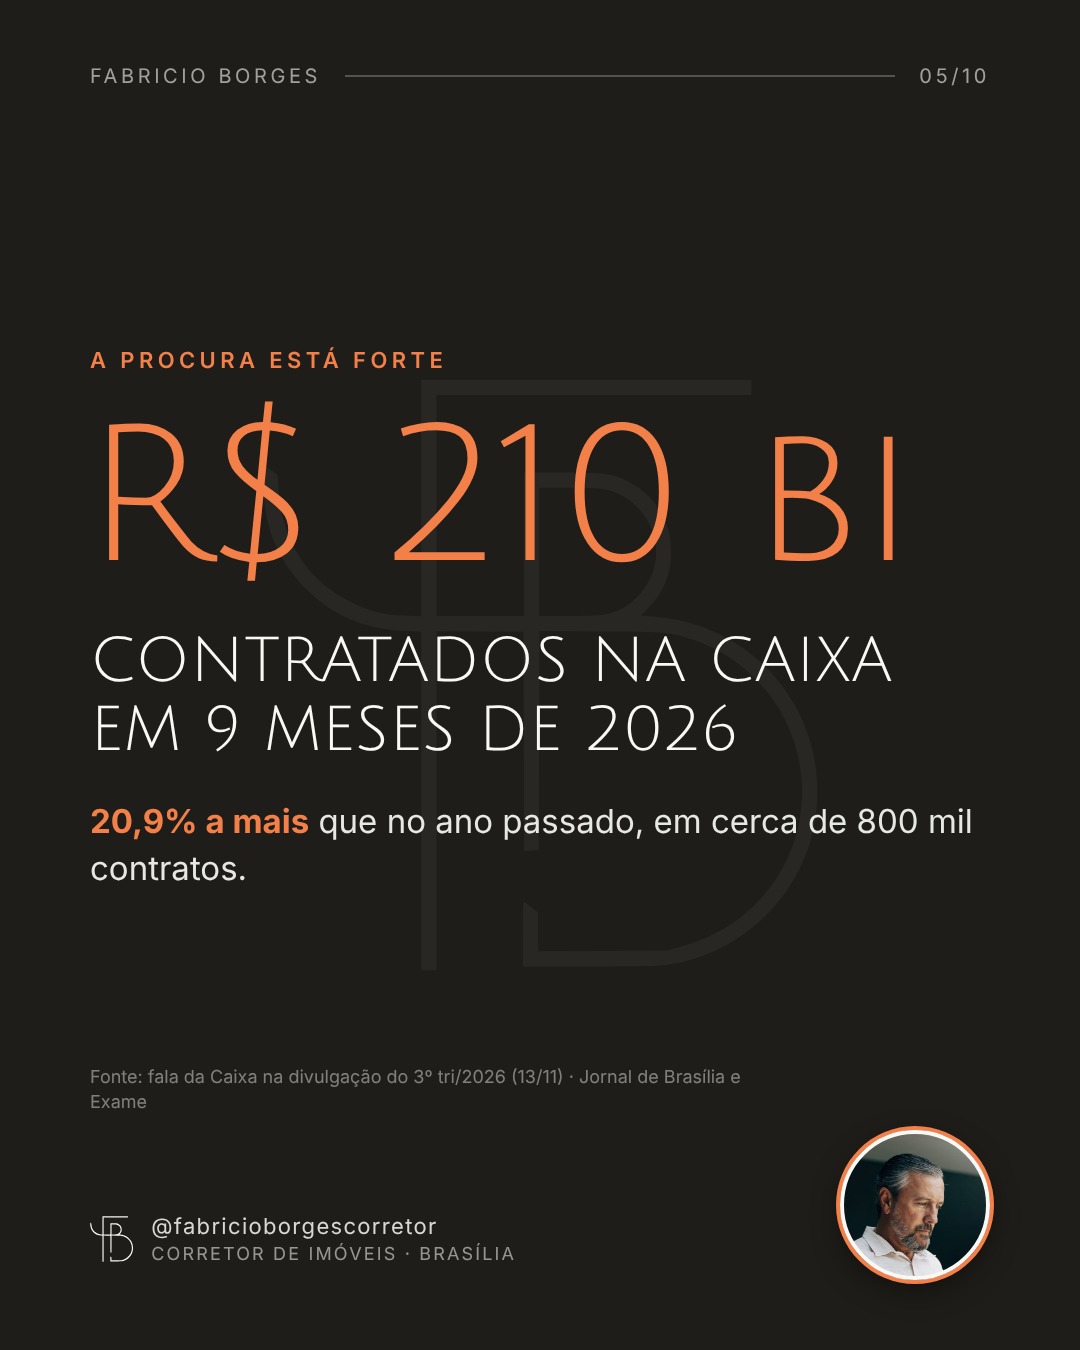 FABRICIO BORGES 05/10
A PROCURA ESTÁ FORTE
R$ 210 BI
CONTRATADOS NA CAIXA
EM 9 MESES DE 2026
20,9% a mais que no ano passado, em cerca de 800 mil
contratos.
Fonte: fala da Caixa na divulgação do 3º tri/2026 (13/11) · Jornal de Brasília e
Exame
@fabricioborgescorretor
CORRETOR DE IMÓVEIS · BRASÍLIA